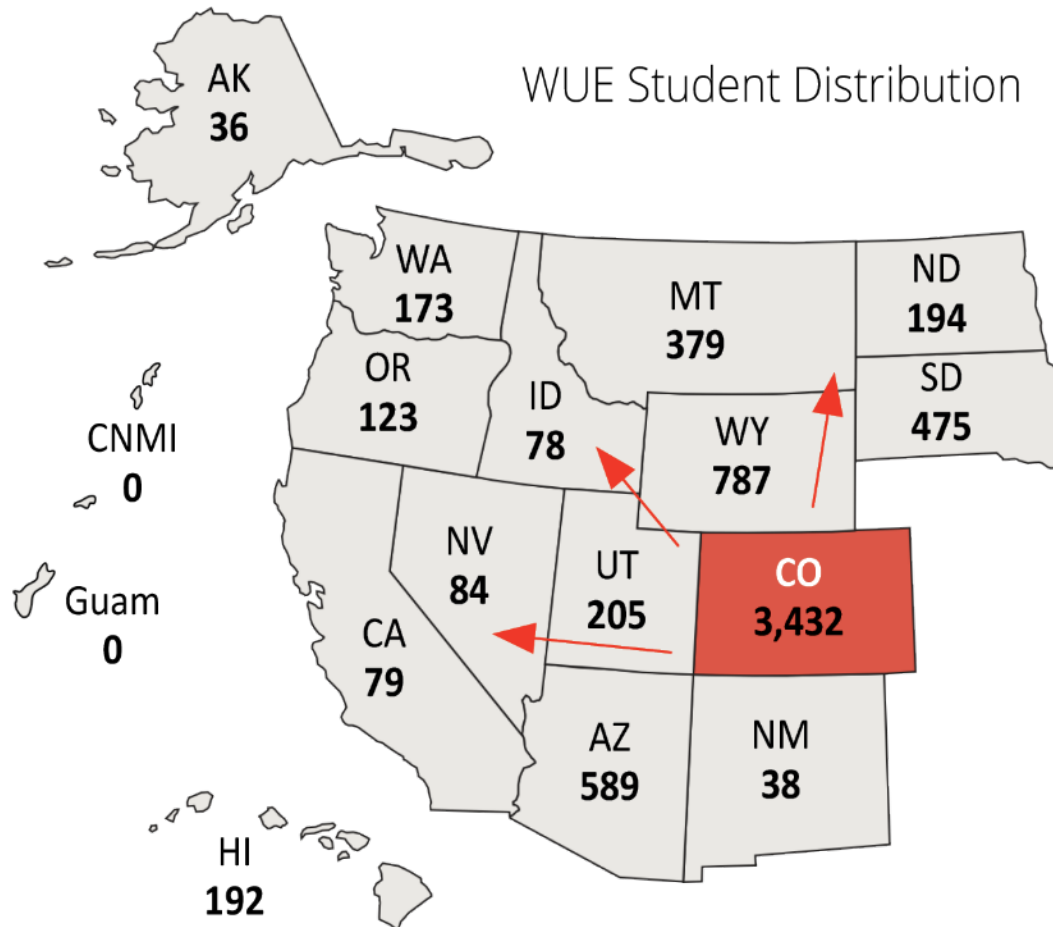 WUE Student Distribution
AK
36
WA
173
MT
379
ND
194
OR
123
ID
78
WY
787
SD
475
CNMI
0
NV
84
UT
205
CO
3,432
Guam
0
CA
79
AZ
589
NM
38
HI
192